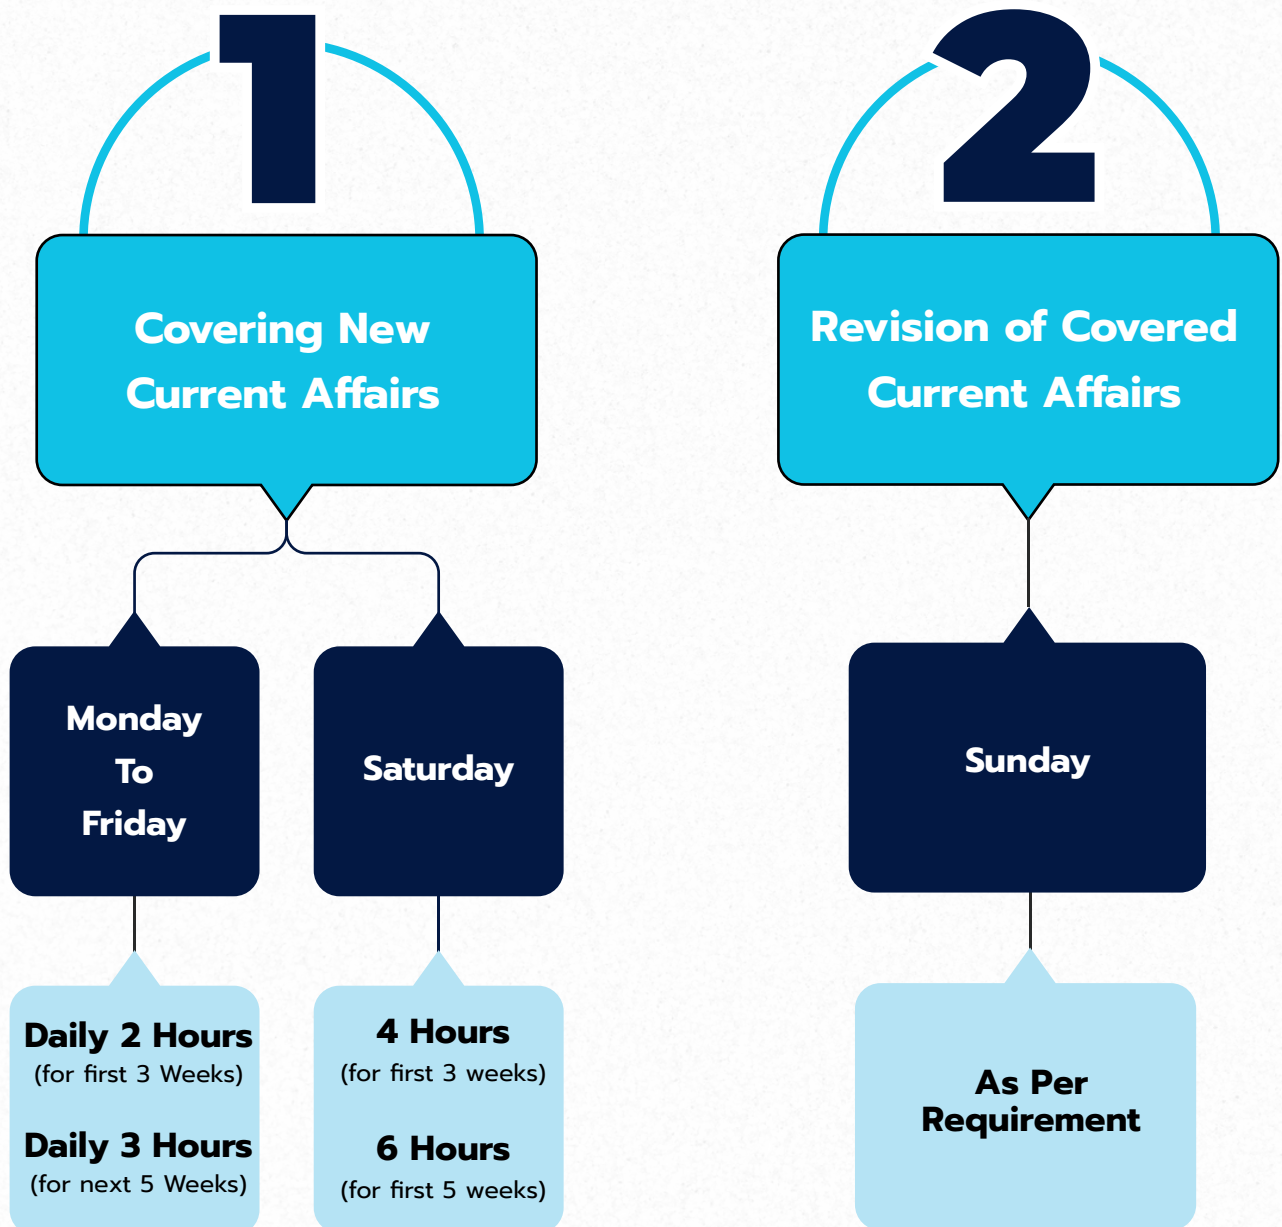 1
Covering New
Current Affairs
Monday
To
Friday
Daily 2 Hours
(for first 3 Weeks)
Daily 3 Hours
(for next 5 Weeks)
Saturday
4 Hours
(for first 3 weeks)
6 Hours
(for first 5 weeks)
2
Revision of Covered
Current Affairs
Sunday
As Per
Requirement